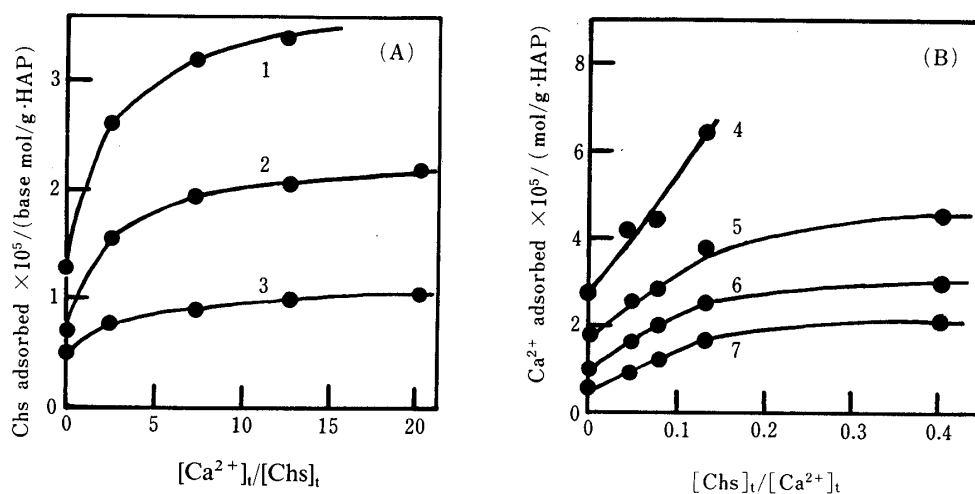 Chs adsorbed ×10⁵/(base mol/g·HAP)
(A)
1
2
3
3
2
1
0
0 5 10 15 20
[Ca²⁺]ₜ/[Chs]ₜ
Ca²⁺ adsorbed ×10⁵/(mol/g·HAP)
(B)
8
6
4
2
0
4
5
6
7
0 0.1 0.2 0.3 0.4
[Chs]ₜ/[Ca²⁺]ₜ